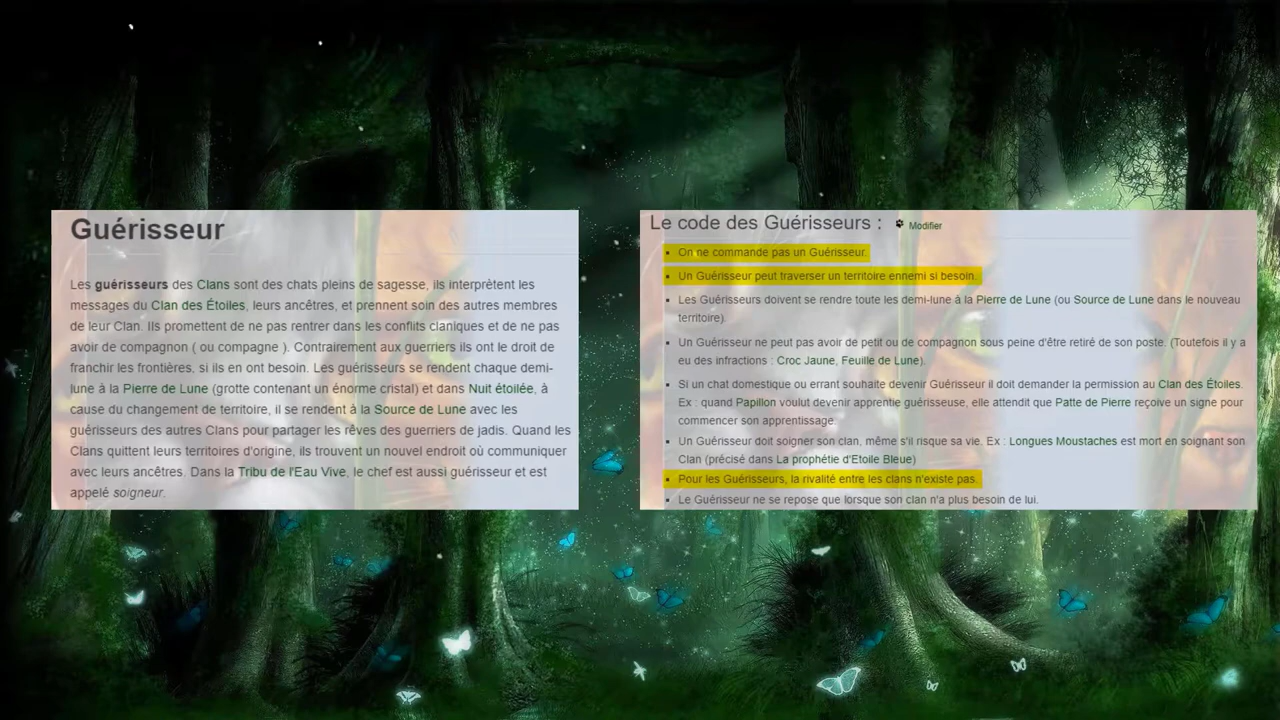 Guérisseur
Les guérisseurs des Clans sont des chats pleins de sagesse, ils interprètent les
messages du Clan des Étoiles, leurs ancêtres, et prennent soin des autres membres
de leur Clan. Ils promettent de ne pas rentrer dans les conflits claniques et de ne pas
avoir de compagnon ( ou compagne ). Contrairement aux guerriers ils ont le droit de
franchir les frontières, si ils en ont besoin. Les guérisseurs se rendent chaque demi-
lune à la Pierre de Lune (grotte contenant un énorme cristal) et dans Nuit étoilée, à
cause du changement de territoire, il se rendent à la Source de Lune avec les
guérisseurs des autres Clans pour partager les rêves des guerriers de jadis. Quand les
Clans quittent leurs territoires d'origine, ils trouvent un nouvel endroit où communiquer
avec leurs ancêtres. Dans la Tribu de l'Eau Vive, le chef est aussi guérisseur et est
appelé soigneur.
Le code des Guérisseurs : Modifier
▪ On ne commande pas un Guérisseur.
▪ Un Guérisseur peut traverser un territoire ennemi si besoin.
▪ Les Guérisseurs doivent se rendre toute les demi-lune à la Pierre de Lune (ou Source de Lune dans le nouveau
territoire).
▪ Un Guérisseur ne peut pas avoir de petit ou de compagnon sous peine d'être retiré de son poste. (Toutefois il y a
eu des infractions : Croc Jaune, Feuille de Lune).
▪ Si un chat domestique ou errant souhaite devenir Guérisseur il doit demander la permission au Clan des Étoiles.
Ex : quand Papillon voulut devenir apprentie guérisseuse, elle attendit que Patte de Pierre reçoive un signe pour
commencer son apprentissage.
▪ Un Guérisseur doit soigner son clan, même s'il risque sa vie. Ex : Longues Moustaches est mort en soignant son
Clan (précisé dans La prophétie d'Etoile Bleue)
▪ Pour les Guérisseurs, la rivalité entre les clans n'existe pas.
▪ Le Guérisseur ne se repose que lorsque son clan n'a plus besoin de lui.